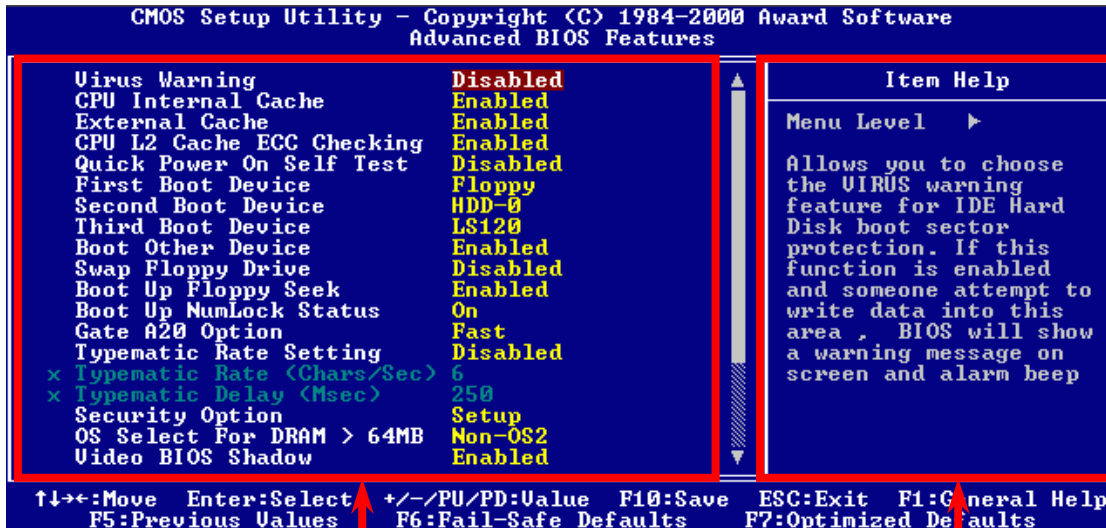 CMOS Setup Utility – Copyright (C) 1984-2000 Award Software
Advanced BIOS Features
Virus Warning Disabled
CPU Internal Cache Enabled
External Cache Enabled
CPU L2 Cache ECC Checking Enabled
Quick Power On Self Test Disabled
First Boot Device Floppy
Second Boot Device HDD-0
Third Boot Device LS120
Boot Other Device Enabled
Swap Floppy Drive Disabled
Boot Up Floppy Seek Enabled
Boot Up NumLock Status On
Gate A20 Option Fast
Typematic Rate Setting Disabled
x Typematic Rate (Chars/Sec) 6
x Typematic Delay (Msec) 250
Security Option Setup
OS Select For DRAM > 64MB Non-OS2
Video BIOS Shadow Enabled
Item Help
Menu Level ►
Allows you to choose
the VIRUS warning
feature for IDE Hard
Disk boot sector
protection. If this
function is enabled
and someone attempt to
write data into this
area , BIOS will show
a warning message on
screen and alarm beep
↑↓→←:Move Enter:Select +/-/PU/PD:Value F10:Save ESC:Exit F1:General Help
F5:Previous Values F6:Fail-Safe Defaults F7:Optimized Defaults